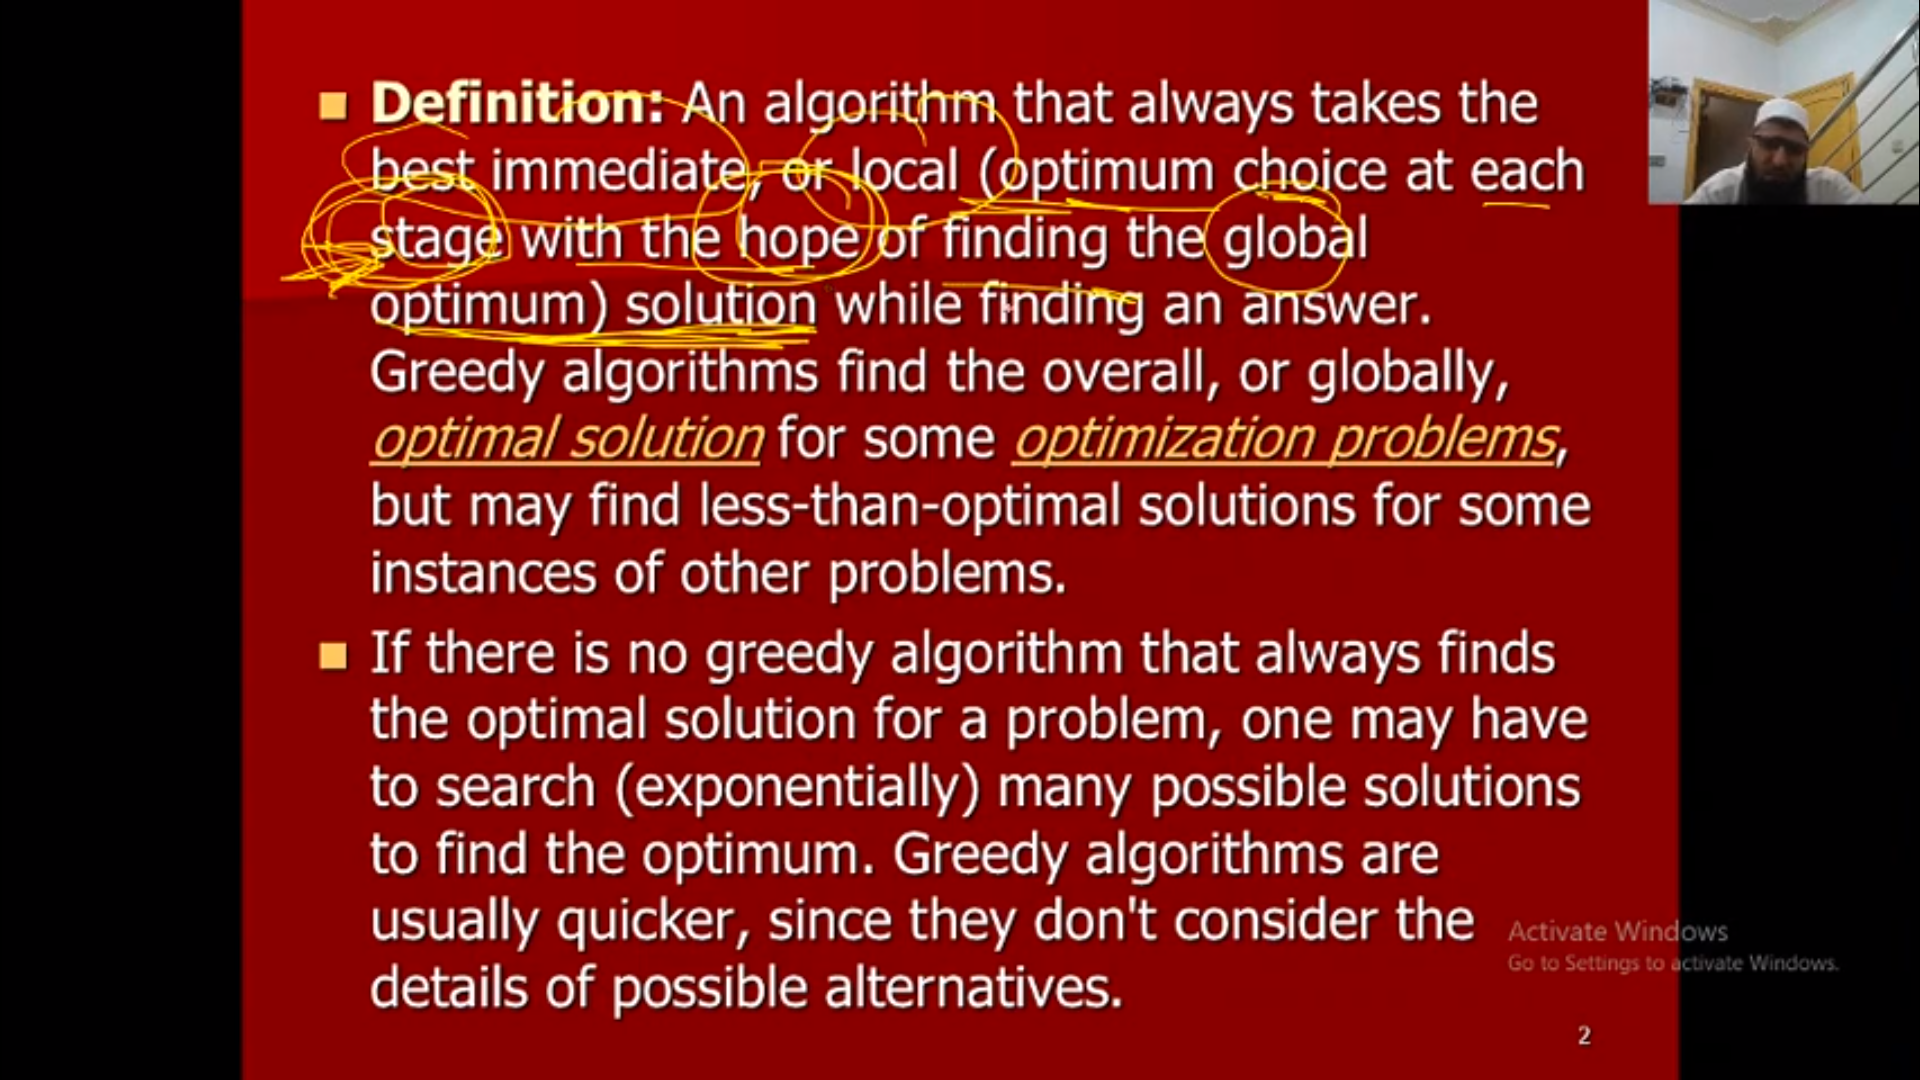 Definition: An algorithm that always takes the
best immediate, or local (optimum choice at each
stage with the hope of finding the global
optimum) solution while finding an answer.
Greedy algorithms find the overall, or globally,
optimal solution for some optimization problems,
but may find less-than-optimal solutions for some
instances of other problems.
If there is no greedy algorithm that always finds
the optimal solution for a problem, one may have
to search (exponentially) many possible solutions
to find the optimum. Greedy algorithms are
usually quicker, since they don't consider the
details of possible alternatives.
Activate Windows
Go to Settings to activate Windows.
2